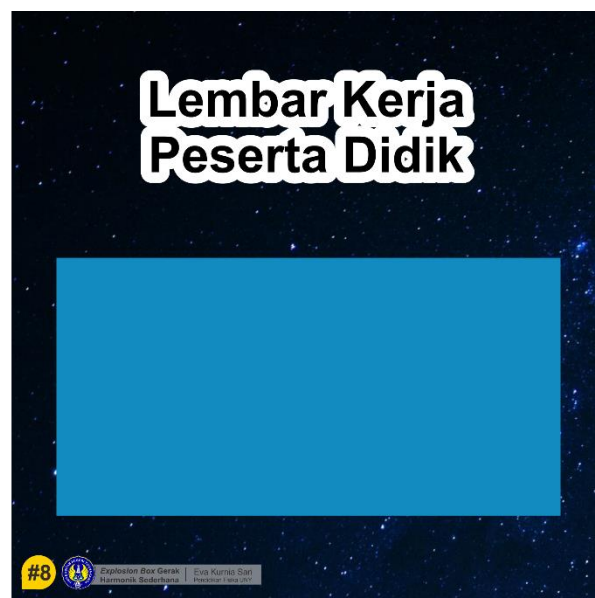 Lembar Kerja
Peserta Didik
#8
Explosion Box Gerak
Harmonik Sederhana
Eva Kurnia Sari
Pendidikan Fisika UNY